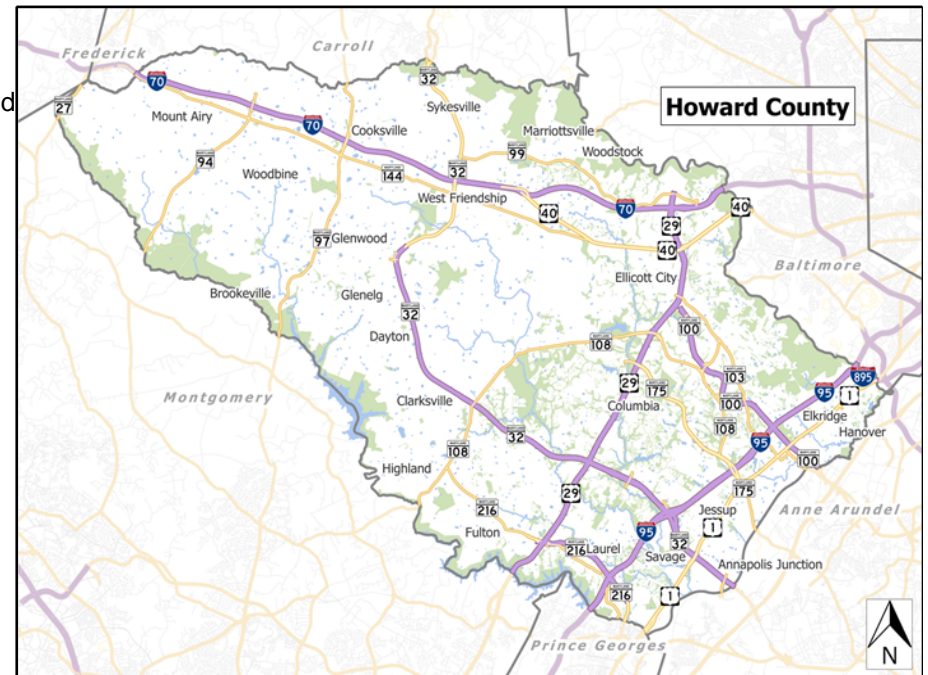 Frederick
Carroll
Howard County
d
27
70
32
Sykesville
Mount Airy
70
Cooksville
Marriottsville
94
99
Woodstock
Woodbine
144
32
West Friendship
40
70
29
40
40
97
Glenwood
Ellicott City
Baltimore
Brookeville
Glenelg
32
Dayton
108
100
Montgomery
Clarksville
29
175
Columbia
103
100
108
95
895
1
Elkridge
Hanover
32
108
95
100
Highland
216
29
175
Anne Arundel
Fulton
Jessup
1
216
Laurel
95
Savage
32
Annapolis Junction
216
1
Prince Georges
N